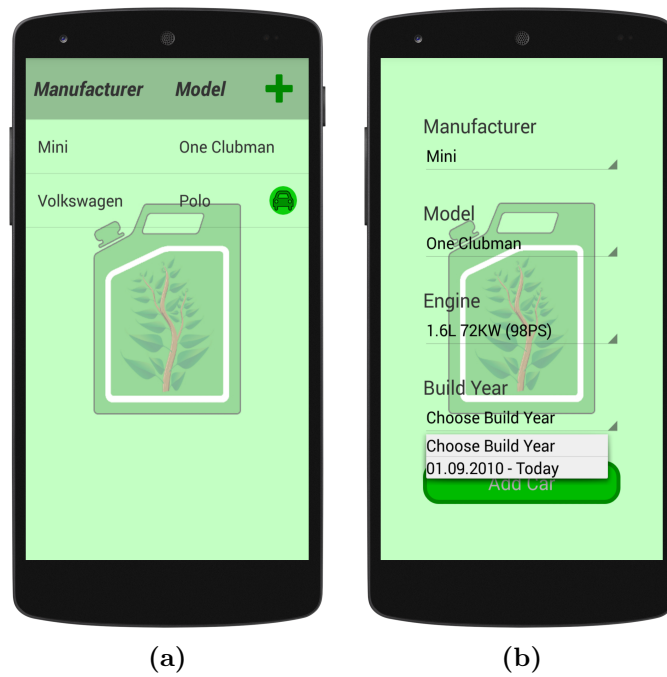 Manufacturer Model
Mini One Clubman
Volkswagen Polo
(a)
Manufacturer
Mini
Model
One Clubman
Engine
1.6L 72KW (98PS)
Build Year
Choose Build Year
Choose Build Year
01.09.2010 - Today
Add Car
(b)